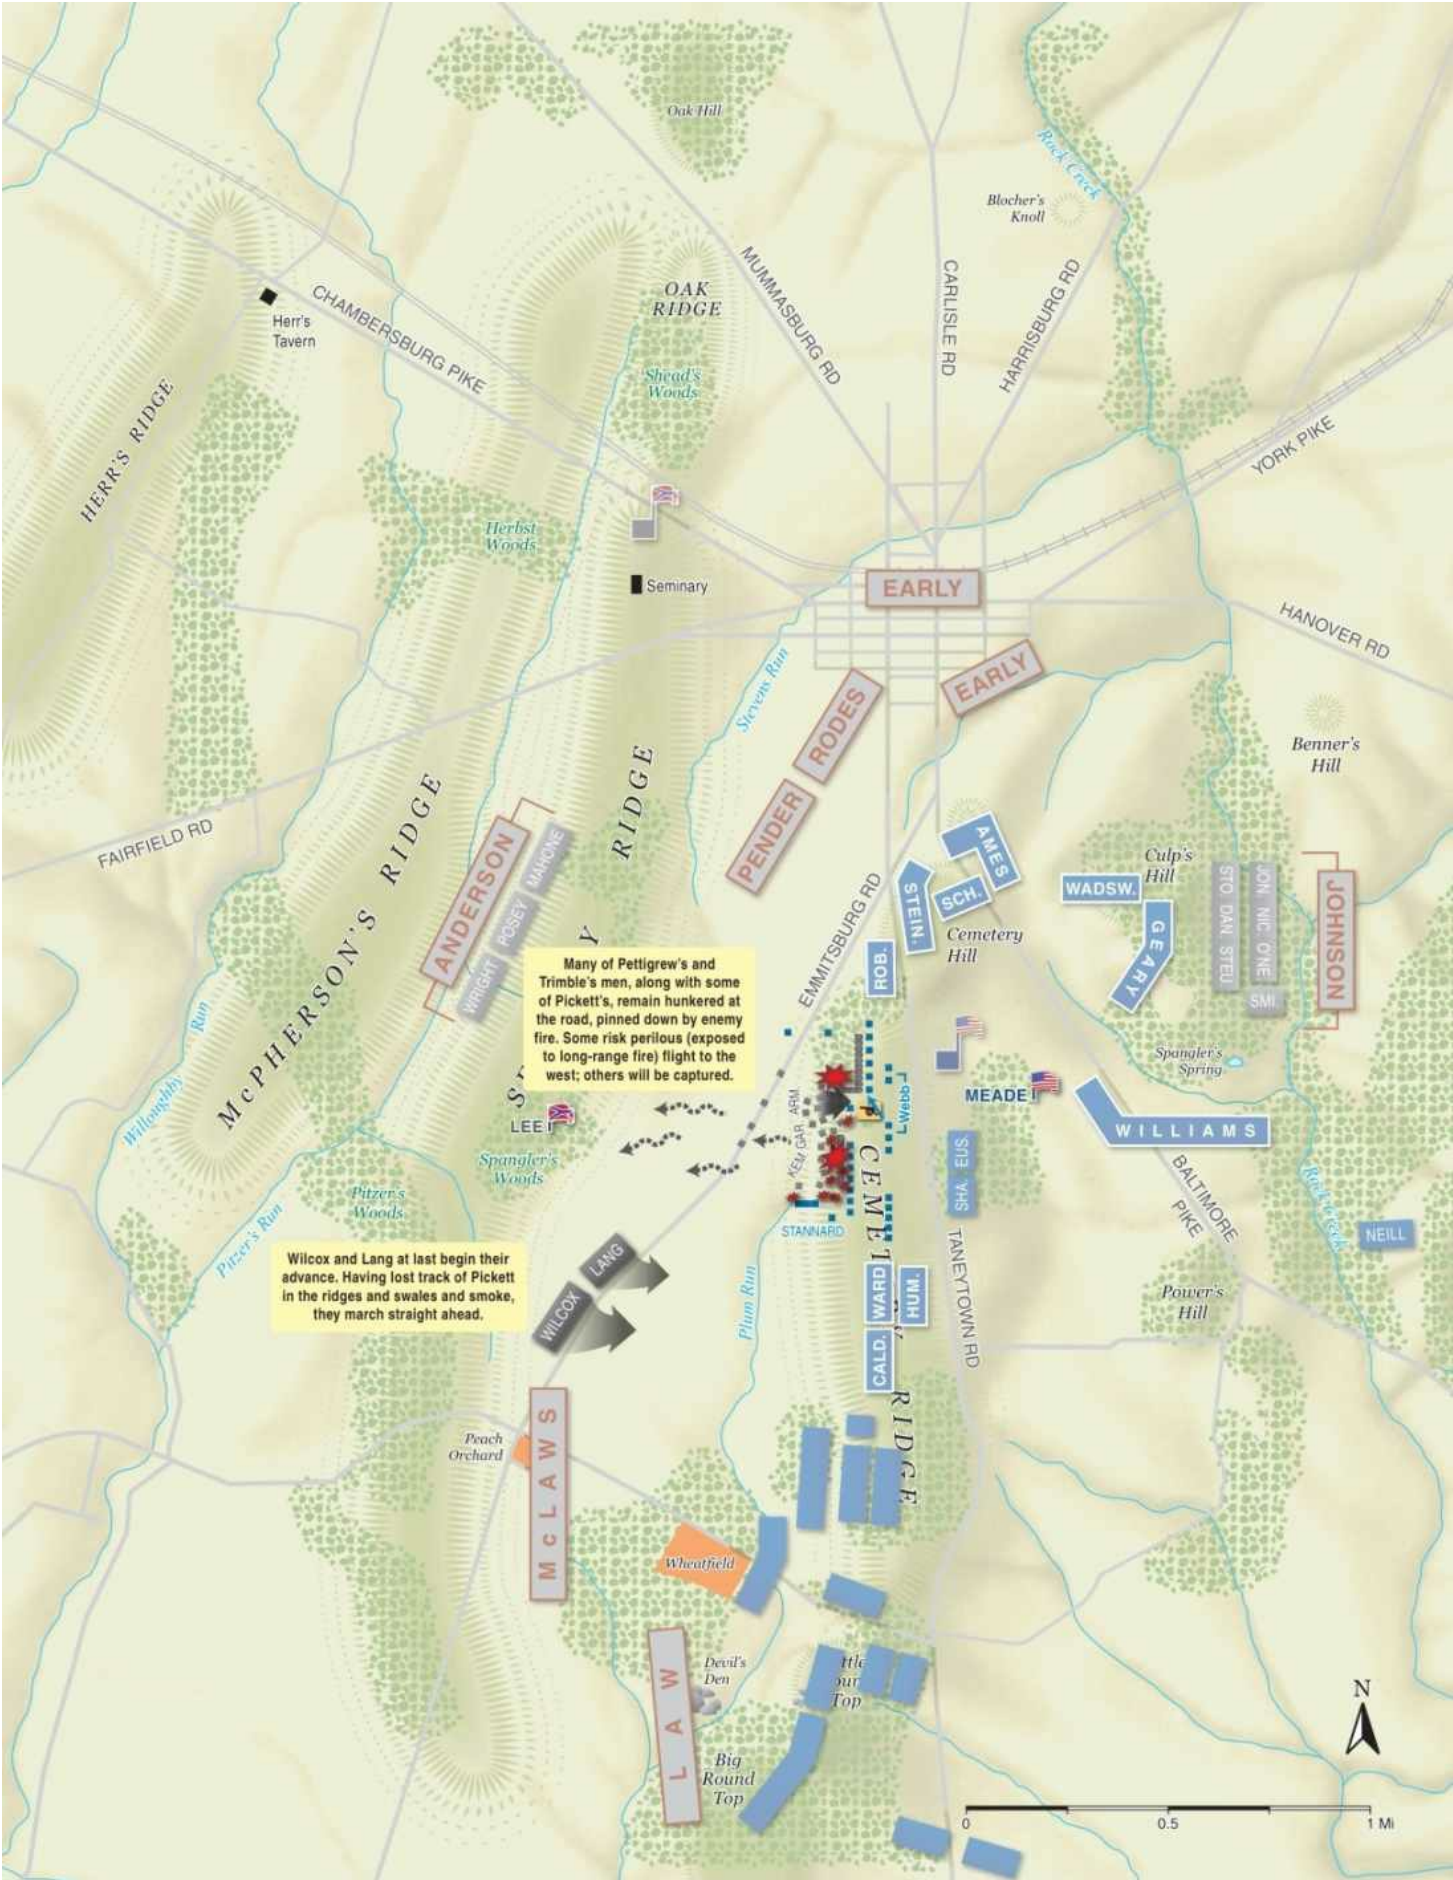 Oak Hill
Rock Creek
Blocher's
Knoll
MUMMASBURG RD
CARLISLE RD
HARRISBURG RD
OAK
RIDGE
Herr's
Tavern
CHAMBERSBURG PIKE
Shead's
Woods
HERR'S RIDGE
YORK PIKE
Herbst
Woods
Seminary
EARLY
HANOVER RD
Stevens Run
EARLY
RODES
Benner's
Hill
RIDGE
PENDER
McPHERSON'S RIDGE
FAIRFIELD RD
ANDERSON
MAHONE
POSEY
WRIGHT
AMES
SCH.
STEIN.
Culp's
Hill
WADSW.
GEARY
STO DAN STEU
JON NIC O'NE
SMI.
JOHNSON
EMMITSBURG RD
ROB.
Cemetery
Hill
Many of Pettigrew's and
Trimble's men, along with some
of Pickett's, remain hunkered at
the road, pinned down by enemy
fire. Some risk perilous (exposed
to long-range fire) flight to the
west; others will be captured.
Willoughby Run
Spangler's
Spring
MEADE
Webb
LEE
ARM.
GAR.
KEM.
WILLIAMS
Spangler's
Woods
EUS.
SHA.
BALTIMORE
PIKE
Pitzer's
Woods
Pitzer's Run
STANNARD
NEILL
Rock Creek
LANG
WILCOX
Wilcox and Lang at last begin their
advance. Having lost track of Pickett
in the ridges and swales and smoke,
they march straight ahead.
Plum Run
WARD
HUM.
TANEYTOWN RD
Power's
Hill
CALD.
RIDGE
Peach
Orchard
McLAWS
Wheatfield
LAW
Devil's
Den
Top
Big
Round
Top
N
0 0.5 1 Mi